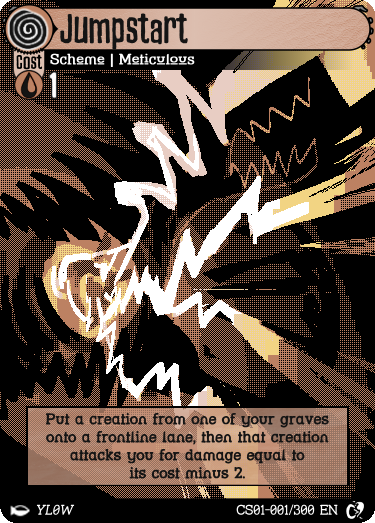 Jumpstart
Cost
Scheme | Meticulous
1
Put a creation from one of your graves
onto a frontline lane, then that creation
attacks you for damage equal to
its cost minus 2.
YL0W CS01-001/300 EN